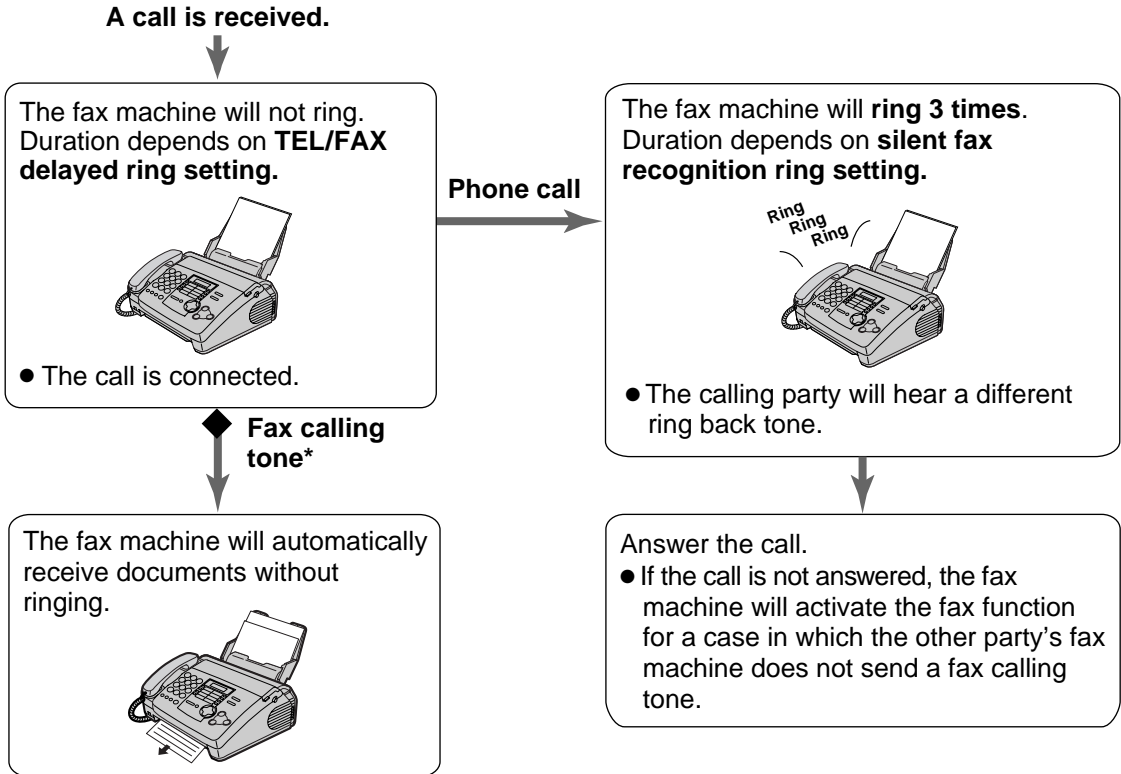 A call is received.
The fax machine will not ring.
Duration depends on TEL/FAX
delayed ring setting.
● The call is connected.
Phone call
The fax machine will ring 3 times.
Duration depends on silent fax
recognition ring setting.
Ring
Ring
Ring
● The calling party will hear a different
ring back tone.
Fax calling
tone*
The fax machine will automatically
receive documents without
ringing.
Answer the call.
● If the call is not answered, the fax
machine will activate the fax function
for a case in which the other party's fax
machine does not send a fax calling
tone.